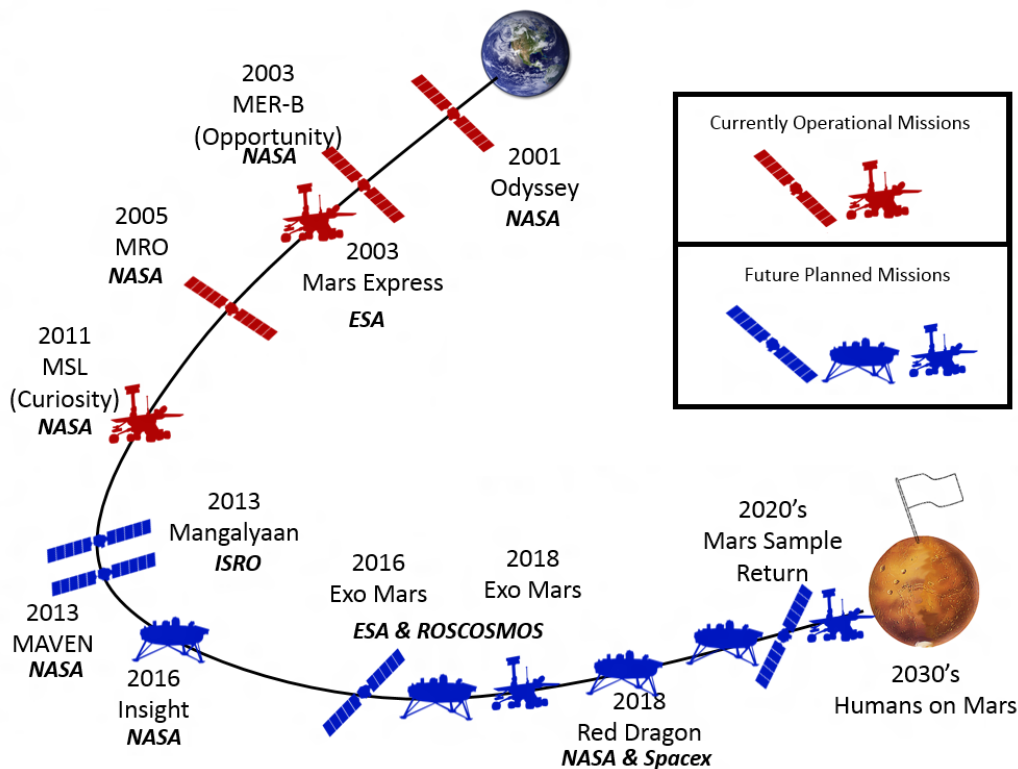 2003
MER-B
(Opportunity)
NASA
2001
Odyssey
NASA
2003
Mars Express
ESA
2005
MRO
NASA
2011
MSL
(Curiosity)
NASA
2013
Mangalyaan
ISRO
2013
MAVEN
NASA
2016
Insight
NASA
2016
Exo Mars
2018
Exo Mars
ESA & ROSCOSMOS
2018
Red Dragon
NASA & Spacex
2020's
Mars Sample
Return
2030's
Humans on Mars
Currently Operational Missions
Future Planned Missions